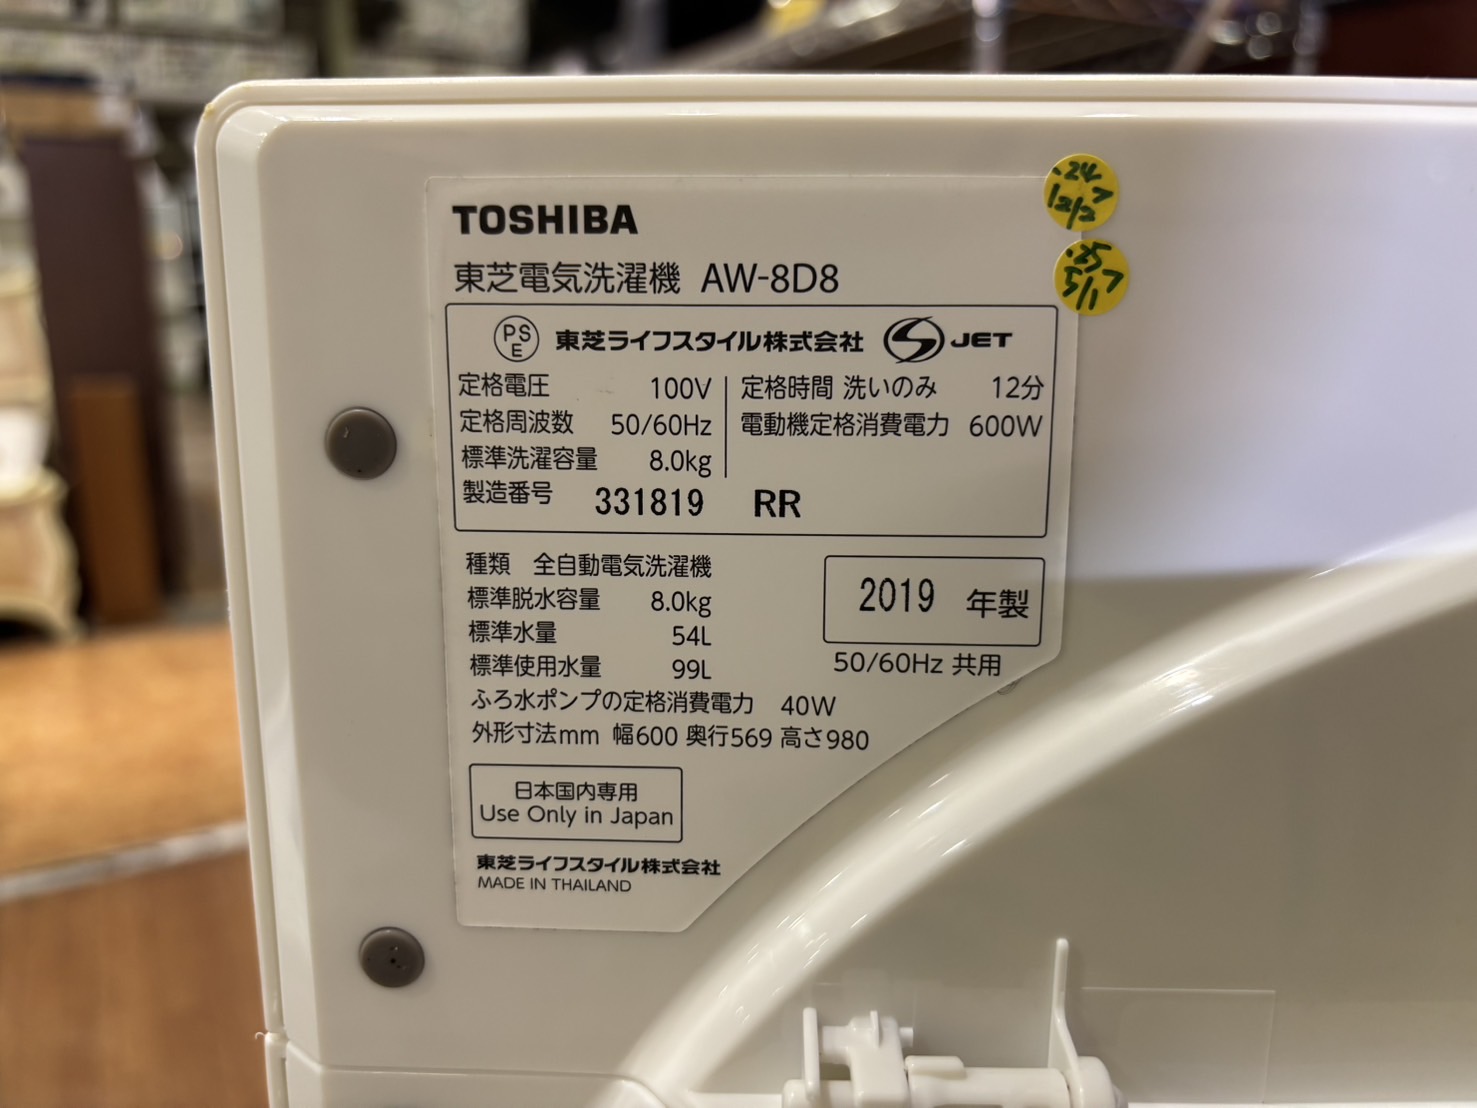 TOSHIBA
東芝電気洗濯機 AW-8D8
PSE 東芝ライフスタイル株式会社 JET
定格電圧 100V 定格時間 洗いのみ 12分
定格周波数 50/60Hz 電動機定格消費電力 600W
標準洗濯容量 8.0kg
製造番号 331819 RR
種類 全自動電気洗濯機
標準脱水容量 8.0kg
2019 年製
標準水量 54L
標準使用水量 99L
50/60Hz 共用
ふろ水ポンプの定格消費電力 40W
外形寸法mm 幅600 奥行569 高さ980
日本国内専用
Use Only in Japan
東芝ライフスタイル株式会社
MADE IN THAILAND
.24
.25